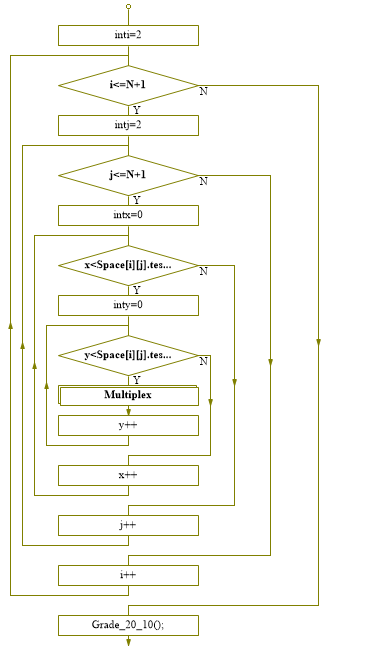 inti=2
i<=N+1
N
Y
intj=2
j<=N+1
N
Y
intx=0
x<Space[i][j].tes...
N
Y
inty=0
y<Space[i][j].tes...
N
Y
Multiplex
y++
x++
j++
i++
Grade_20_10();